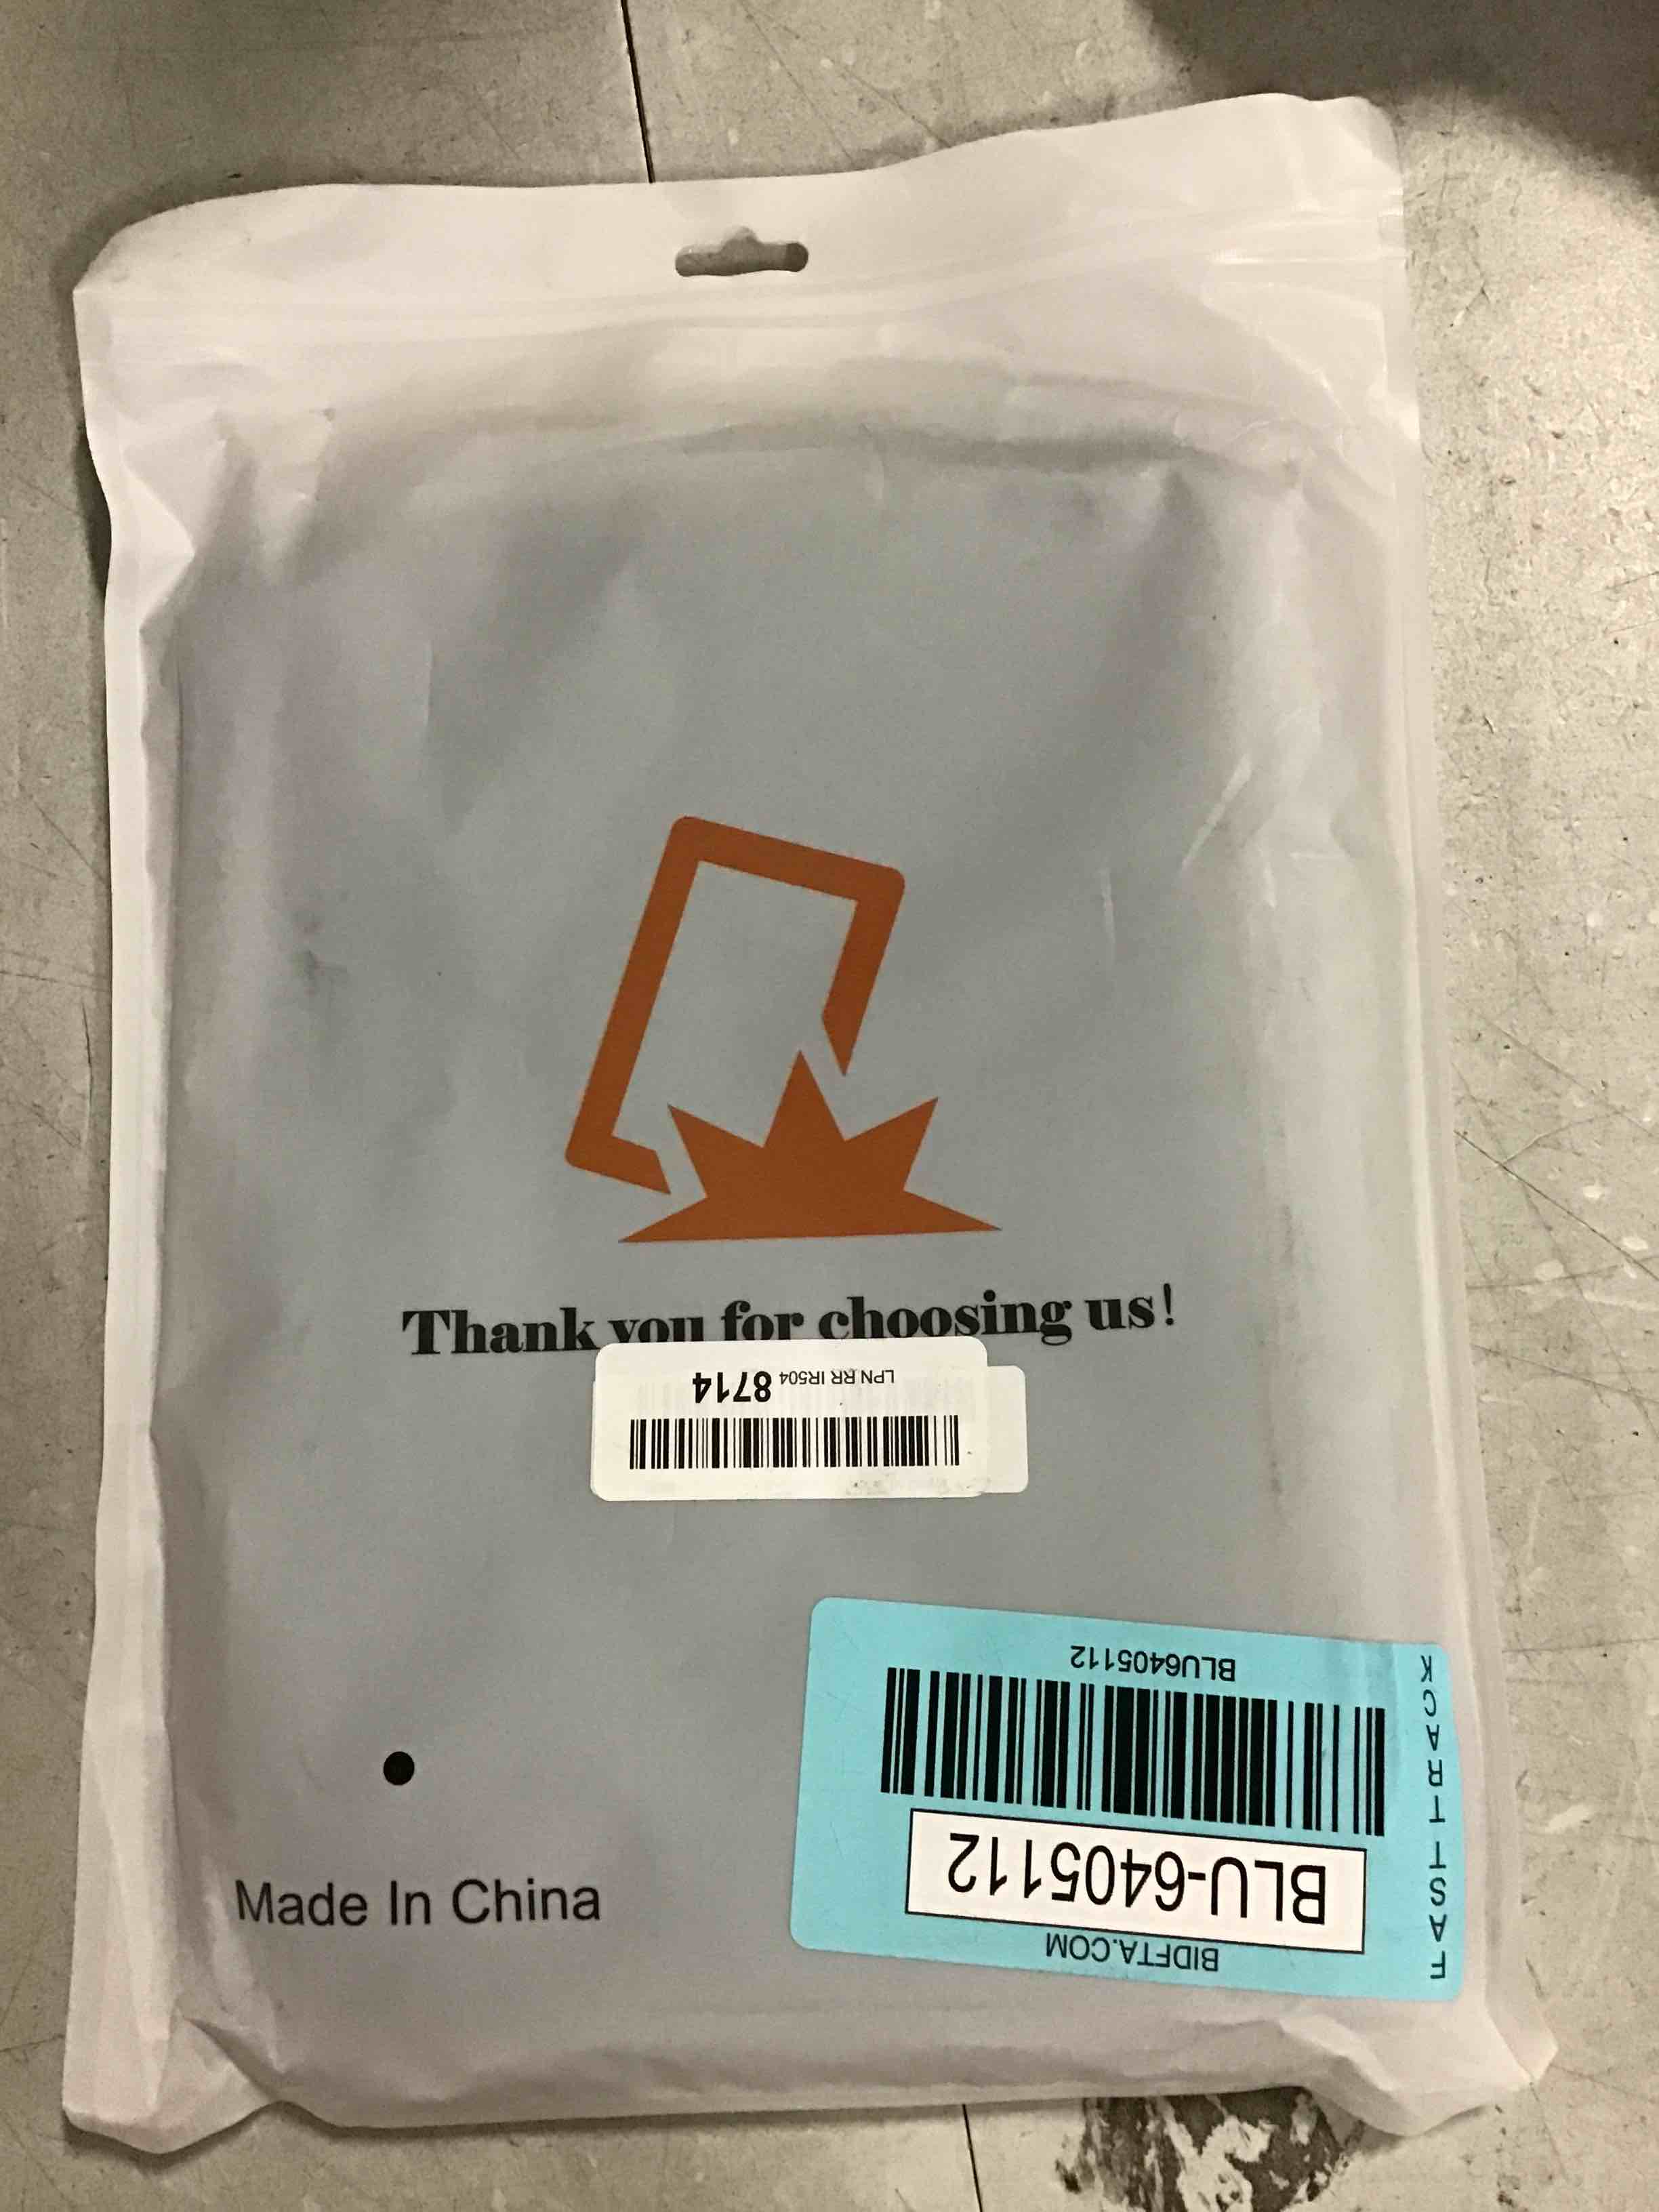 Thank you for choosing us!
LPN RR IR504 8714
BLU6405112
BLU-6405112
BIDFTA.COM
FAST TRACK
Made In China